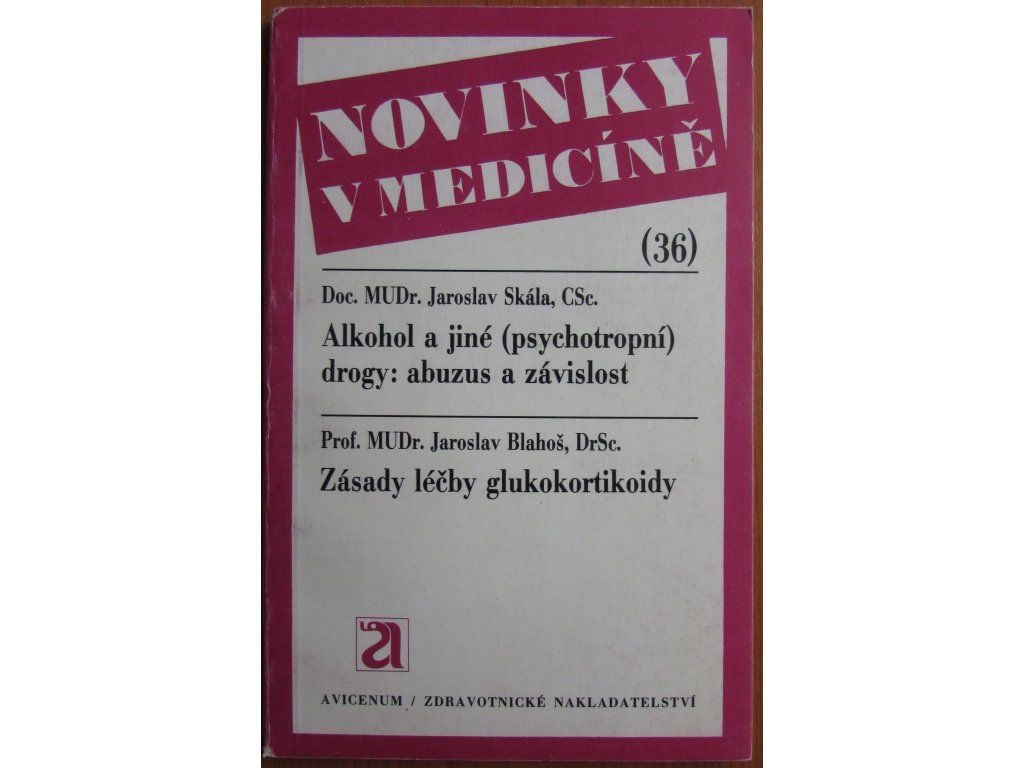 NOVINKY
V MEDICÍNĚ
(36)
Doc. MUDr. Jaroslav Skála, CSc.
Alkohol a jiné (psychotropní)
drogy: abuzus a závislost
Prof. MUDr. Jaroslav Blahoš, DrSc.
Zásady léčby glukokortikoidy
a
AVICENUM / ZDRAVOTNICKÉ NAKLADATELSTVÍ